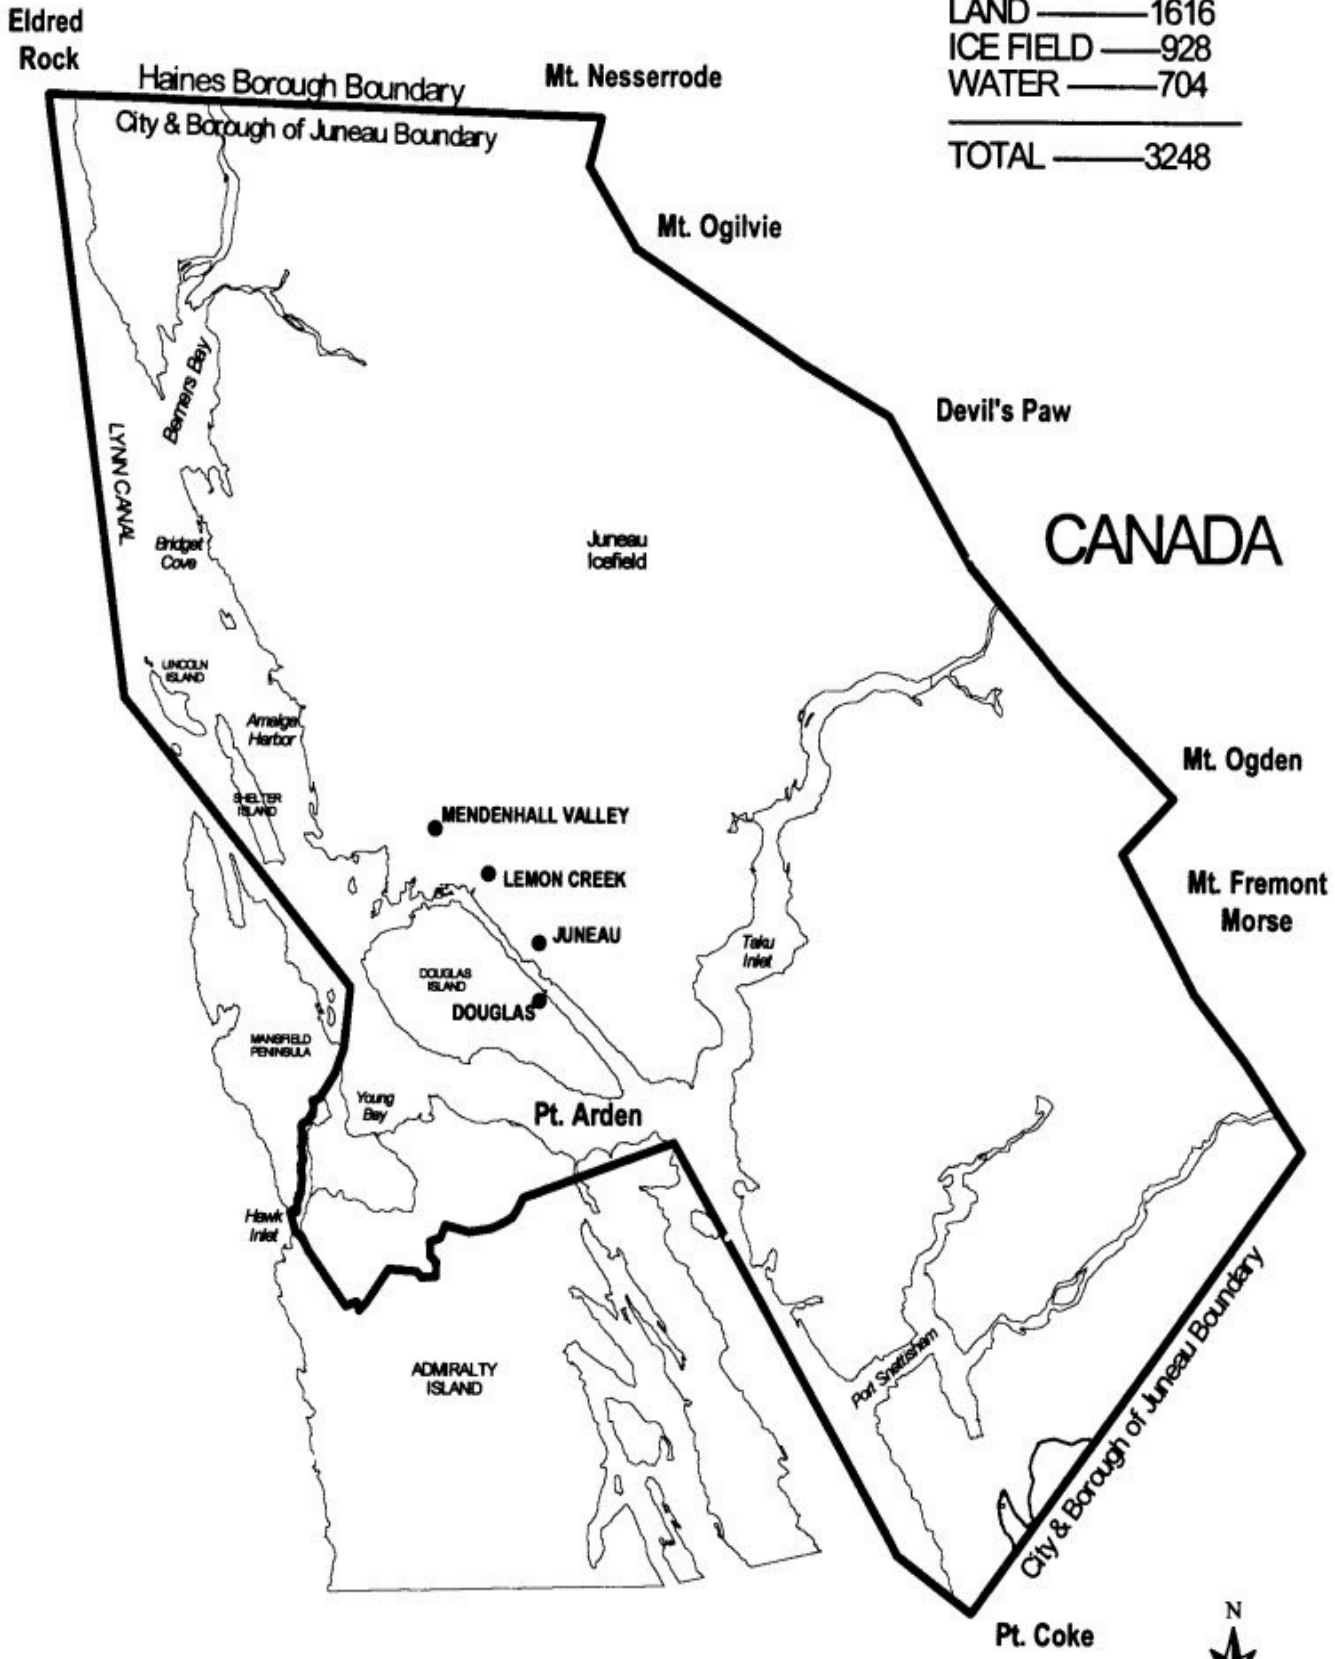 Eldred
Rock
LAND 1616
ICE FIELD 928
WATER 704
TOTAL 3248
Haines Borough Boundary
City & Borough of Juneau Boundary
Mt. Nesserrode
Mt. Ogilvie
Devil's Paw
CANADA
Berners Bay
LYNN CANAL
Bridget
Cove
Juneau
Icefield
LINCOLN
ISLAND
Amalga
Harbor
SHELTER
ISLAND
Mt. Ogden
MENDENHALL VALLEY
LEMON CREEK
Mt. Fremont
Morse
JUNEAU
Taku
Inlet
DOUGLAS
ISLAND
DOUGLAS
MANSFIELD
PENINSULA
Young
Bay
Pt. Arden
Hawk
Inlet
ADMIRALTY
ISLAND
Port Snettisham
City & Borough of Juneau Boundary
Pt. Coke
N